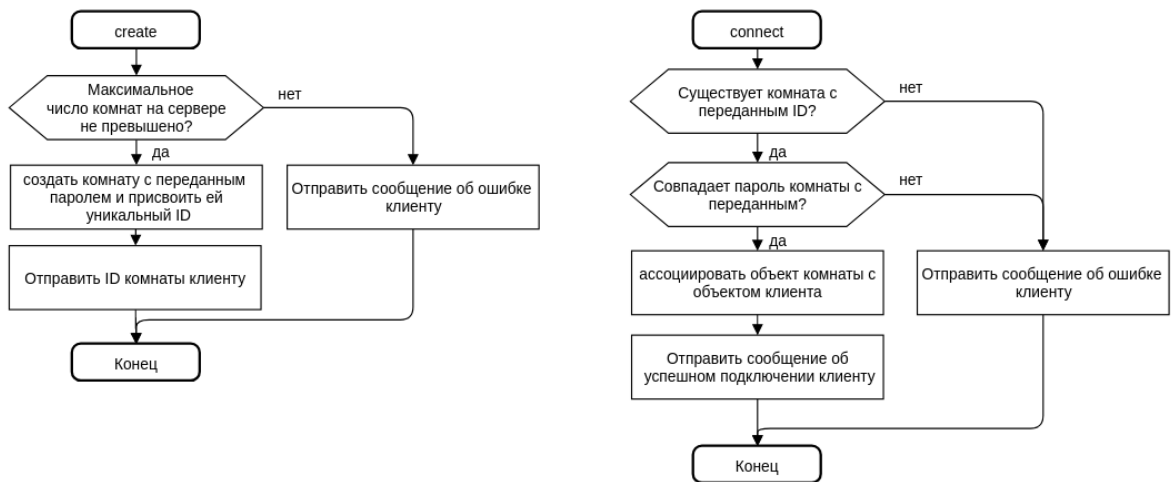 create
Максимальное
число комнат на сервере
не превышено?
нет
да
создать комнату с переданным
паролем и присвоить ей
уникальный ID
Отправить сообщение об ошибке
клиенту
Отправить ID комнаты клиенту
Конец
connect
Существует комната с
переданным ID?
нет
да
Совпадает пароль комнаты с
переданным?
нет
да
ассоциировать объект комнаты с
объектом клиента
Отправить сообщение об ошибке
клиенту
Отправить сообщение об
успешном подключении клиенту
Конец